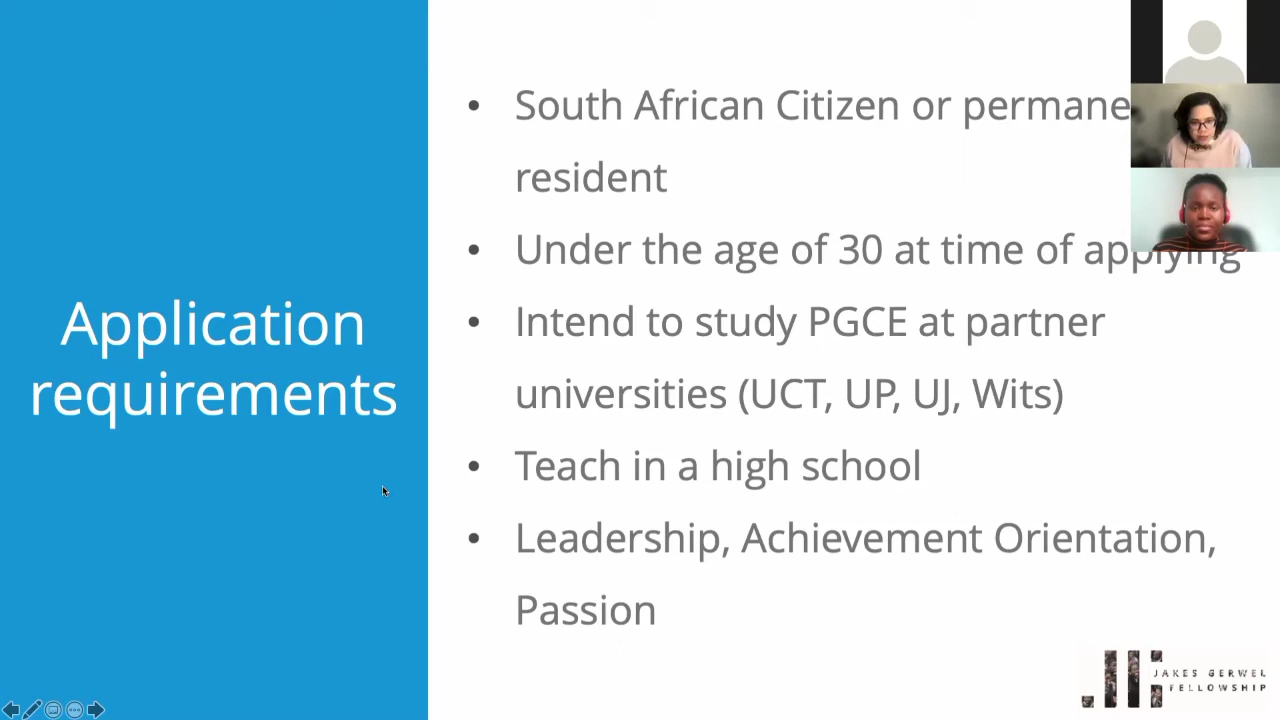 Application
requirements
• South African Citizen or permane
resident
• Under the age of 30 at time of applying
• Intend to study PGCE at partner
universities (UCT, UP, UJ, Wits)
• Teach in a high school
• Leadership, Achievement Orientation,
Passion
JAKES GERWEL
FELLOWSHIP